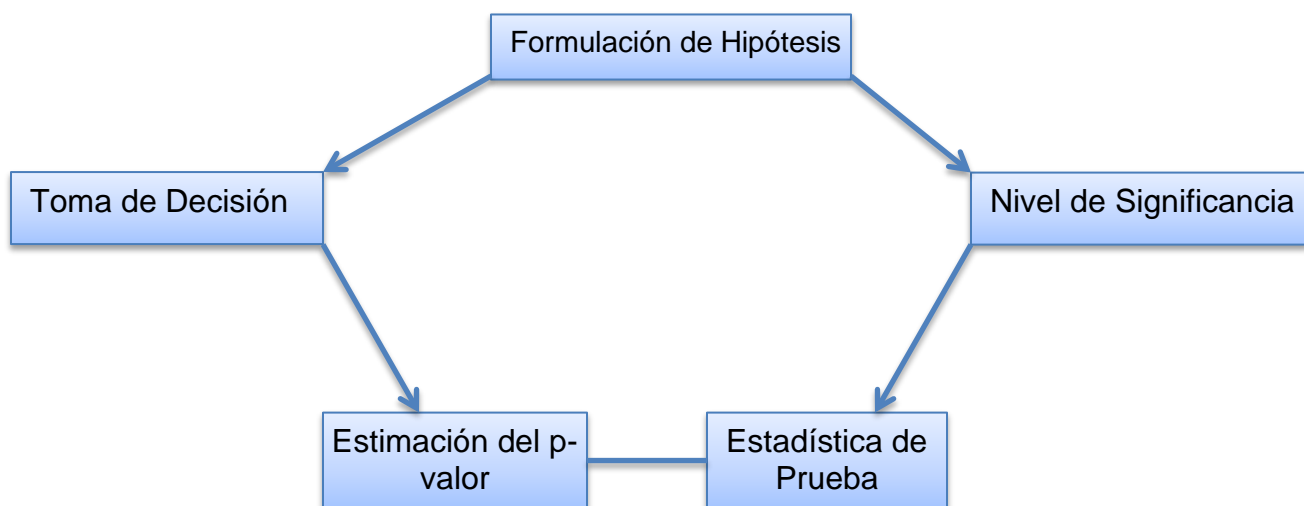 Formulación de Hipótesis
Toma de Decisión
Nivel de Significancia
Estimación del p-
valor
Estadística de
Prueba